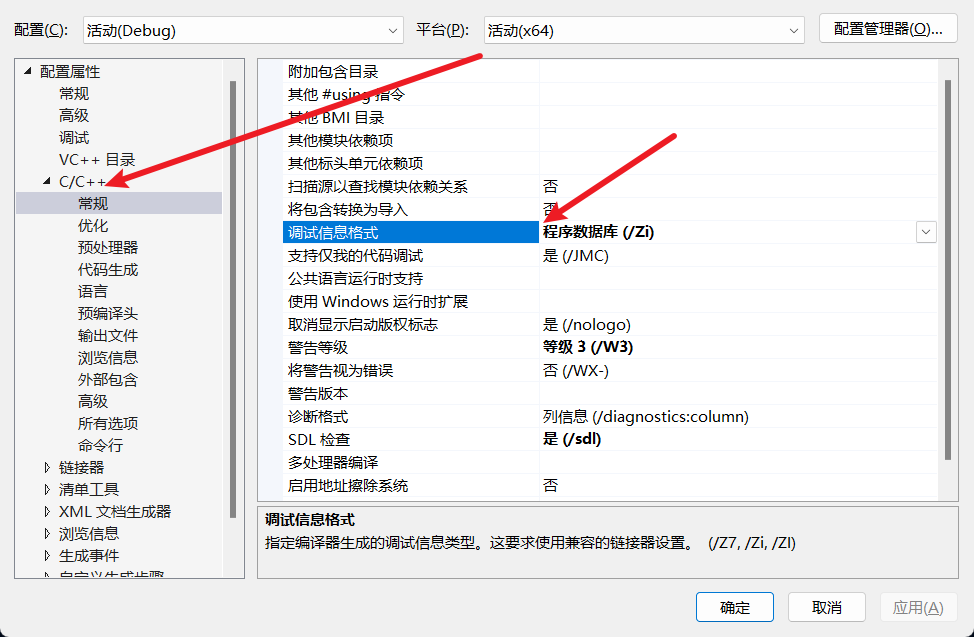 配置(C): 活动(Debug) 平台(P): 活动(x64) 配置管理器(O)...
配置属性
常规
高级
调试
VC++ 目录
C/C++
常规
优化
预处理器
代码生成
语言
预编译头
输出文件
浏览信息
外部包含
高级
所有选项
命令行
链接器
清单工具
XML 文档生成器
浏览信息
生成事件
自定义生成步骤
附加包含目录
其他 #using 指令
其他 BMI 目录
其他模块依赖项
其他标头单元依赖项
扫描源以查找模块依赖关系 否
将包含转换为导入 否
调试信息格式 程序数据库 (/Zi)
支持仅我的代码调试 是 (/JMC)
公共语言运行时支持
使用 Windows 运行时扩展
取消显示启动版权标志 是 (/nologo)
警告等级 等级 3 (/W3)
将警告视为错误 否 (/WX-)
警告版本
诊断格式 列信息 (/diagnostics:column)
SDL 检查 是 (/sdl)
多处理器编译
启用地址擦除系统 否
调试信息格式
指定编译器生成的调试信息类型。这要求使用兼容的链接器设置。 (/Z7, /Zi, /ZI)
确定 取消 应用(A)